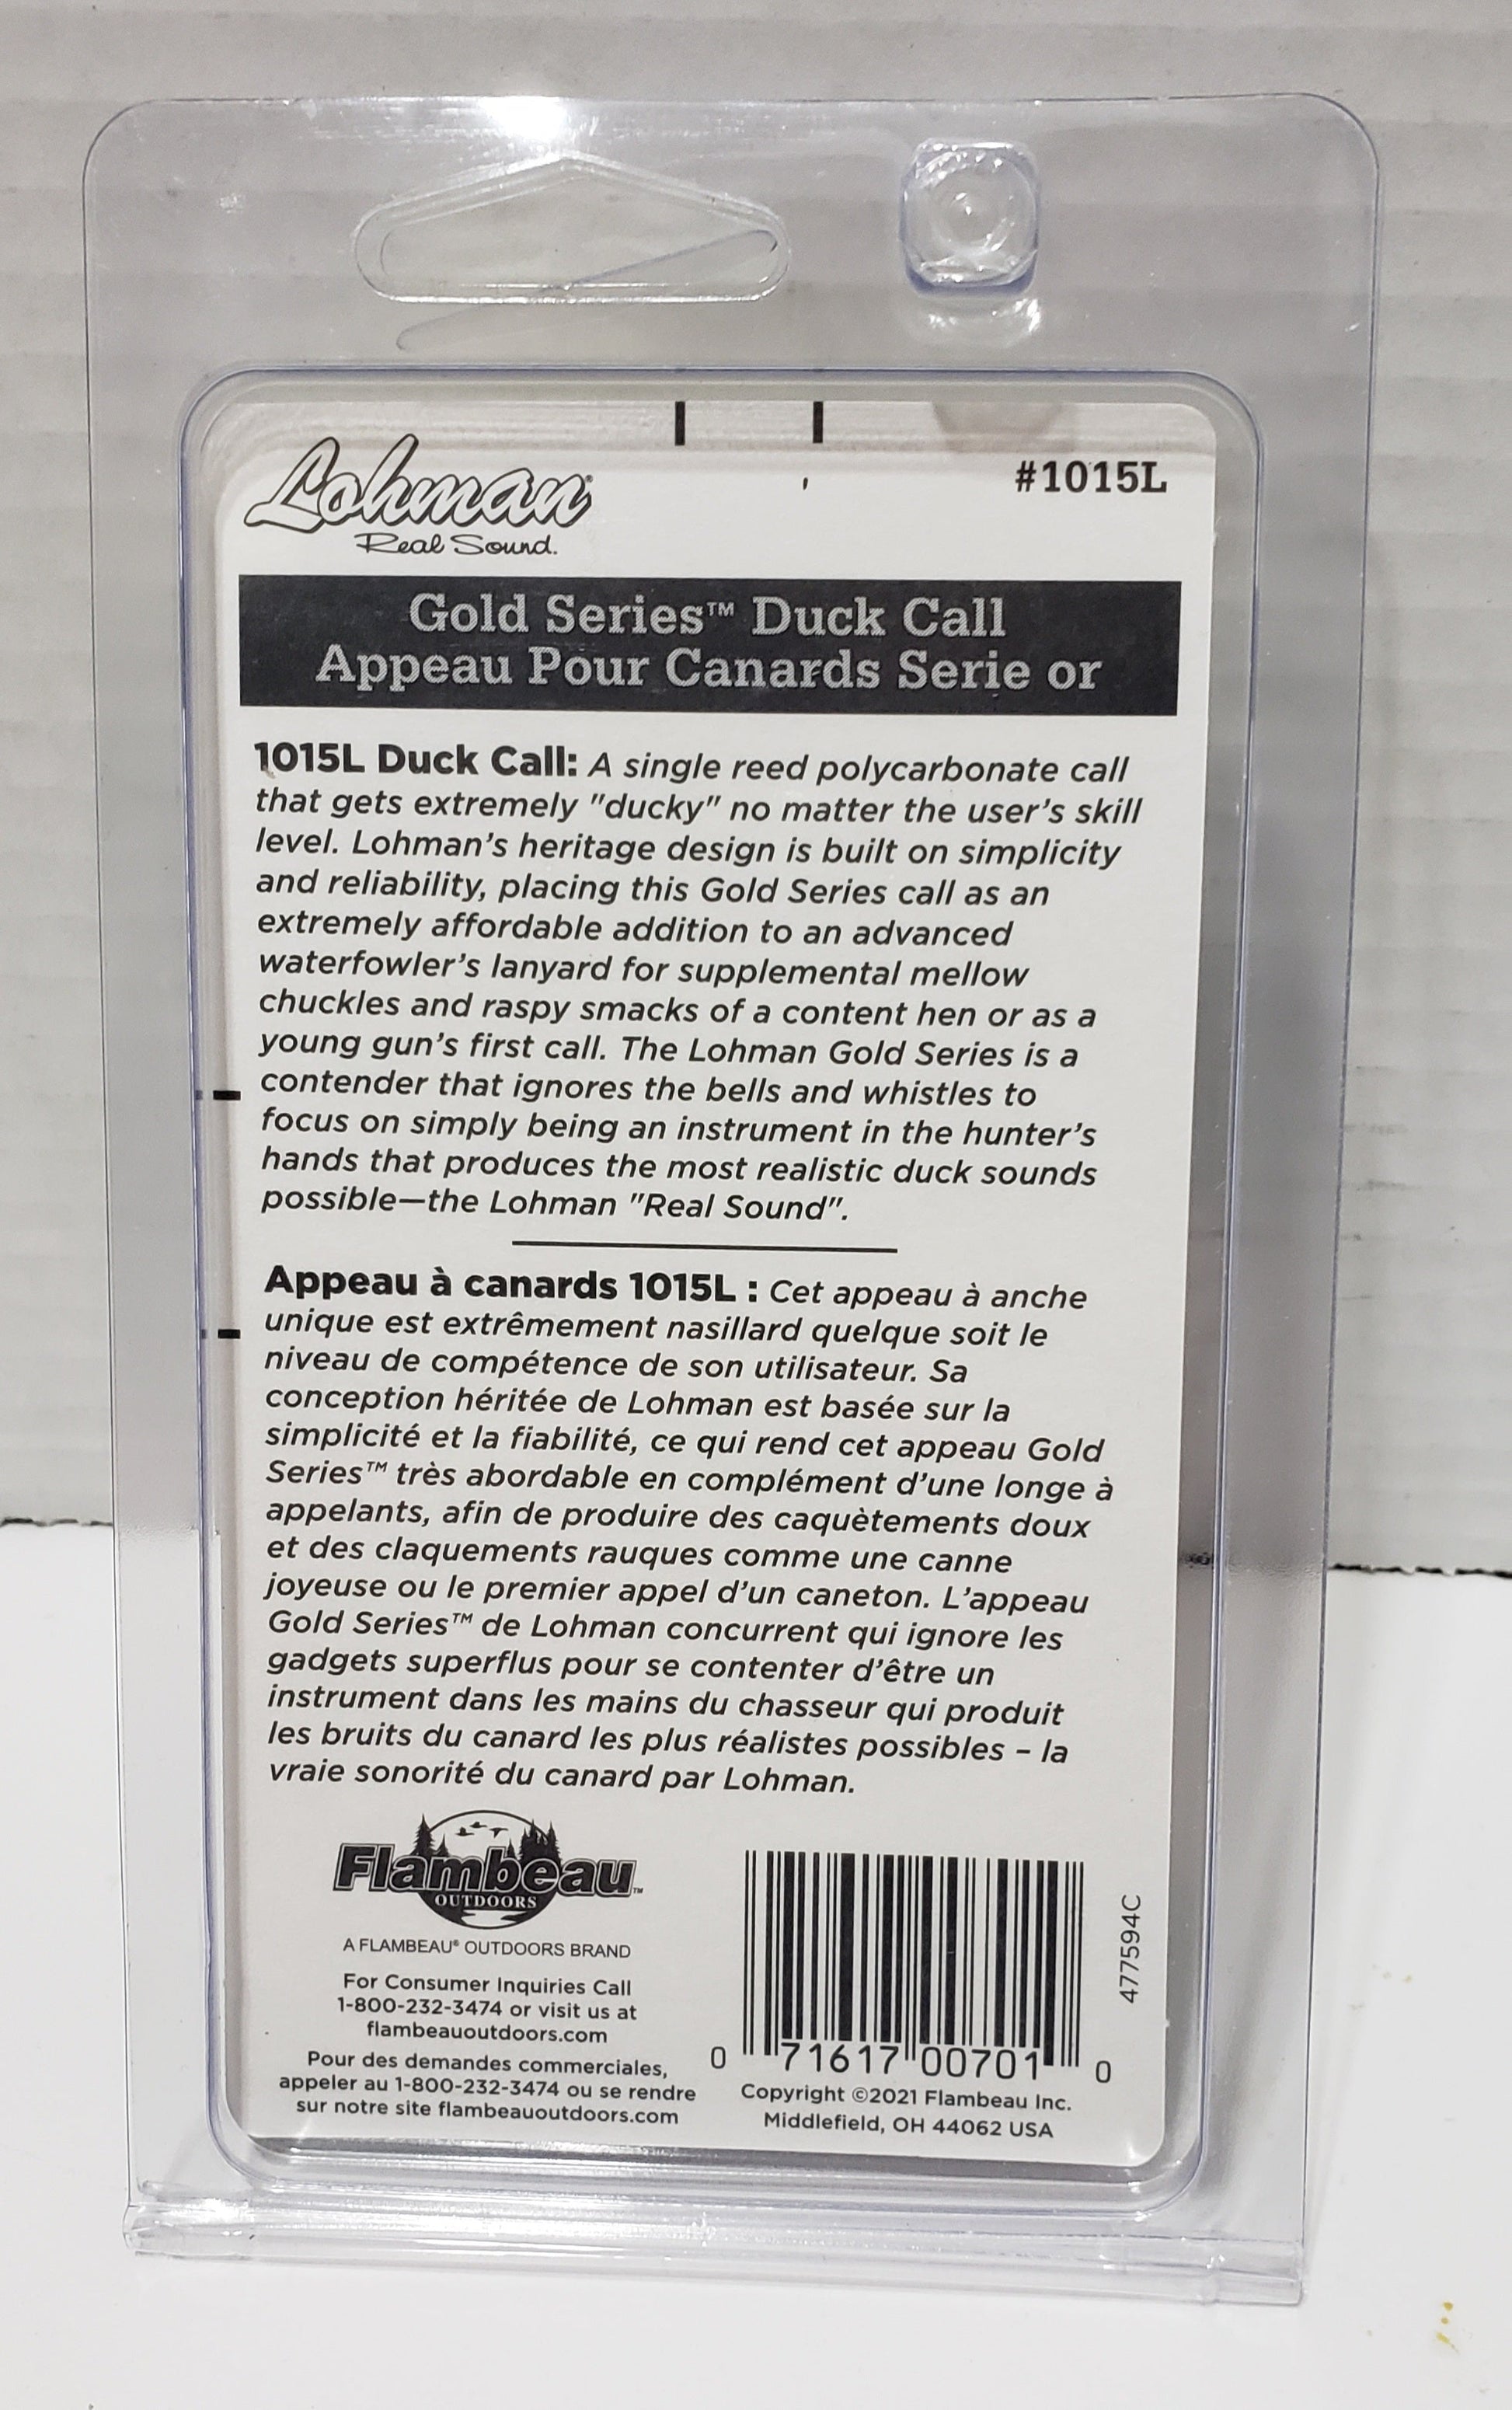 Lohman®
Real Sound.
#1015L
Gold Series™ Duck Call
Appeau Pour Canards Serie or
1015L Duck Call: A single reed polycarbonate call
that gets extremely "ducky" no matter the user's skill
level. Lohman's heritage design is built on simplicity
and reliability, placing this Gold Series call as an
extremely affordable addition to an advanced
waterfowler's lanyard for supplemental mellow
chuckles and raspy smacks of a content hen or as a
young gun's first call. The Lohman Gold Series is a
contender that ignores the bells and whistles to
focus on simply being an instrument in the hunter's
hands that produces the most realistic duck sounds
possible—the Lohman "Real Sound".
Appeau à canards 1015L : Cet appeau à anche
unique est extrêmement nasillard quelque soit le
niveau de compétence de son utilisateur. Sa
conception héritée de Lohman est basée sur la
simplicité et la fiabilité, ce qui rend cet appeau Gold
Series™ très abordable en complément d'une longe à
appelants, afin de produire des caquètements doux
et des claquements rauques comme une canne
joyeuse ou le premier appel d'un caneton. L'appeau
Gold Series™ de Lohman concurrent qui ignore les
gadgets superflus pour se contenter d'être un
instrument dans les mains du chasseur qui produit
les bruits du canard les plus réalistes possibles – la
vraie sonorité du canard par Lohman.
Flambeau™
OUTDOORS
A FLAMBEAU® OUTDOORS BRAND
For Consumer Inquiries Call
1-800-232-3474 or visit us at
flambeauoutdoors.com
Pour des demandes commerciales,
appeler au 1-800-232-3474 ou se rendre
sur notre site flambeauoutdoors.com
0 71617 00701 0
477594C
Copyright ©2021 Flambeau Inc.
Middlefield, OH 44062 USA